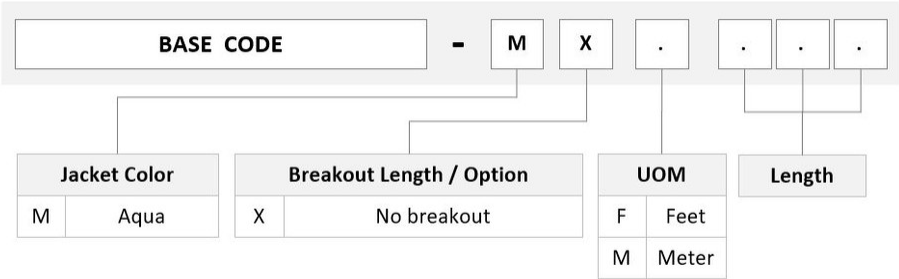 BASE CODE - M X . . . .
Jacket Color Breakout Length / Option UOM Length
M Aqua X No breakout F Feet
M Meter